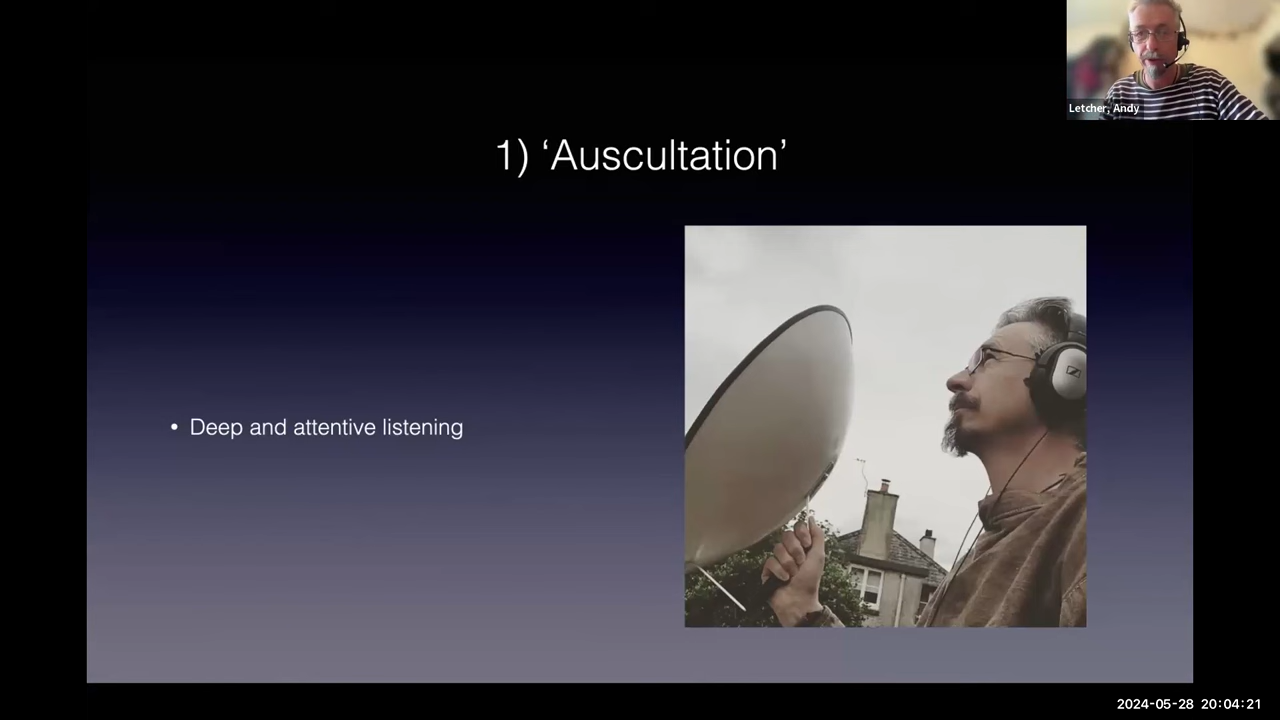 Letcher, Andy
1) ‘Auscultation’
• Deep and attentive listening
2024-05-28 20:04:21